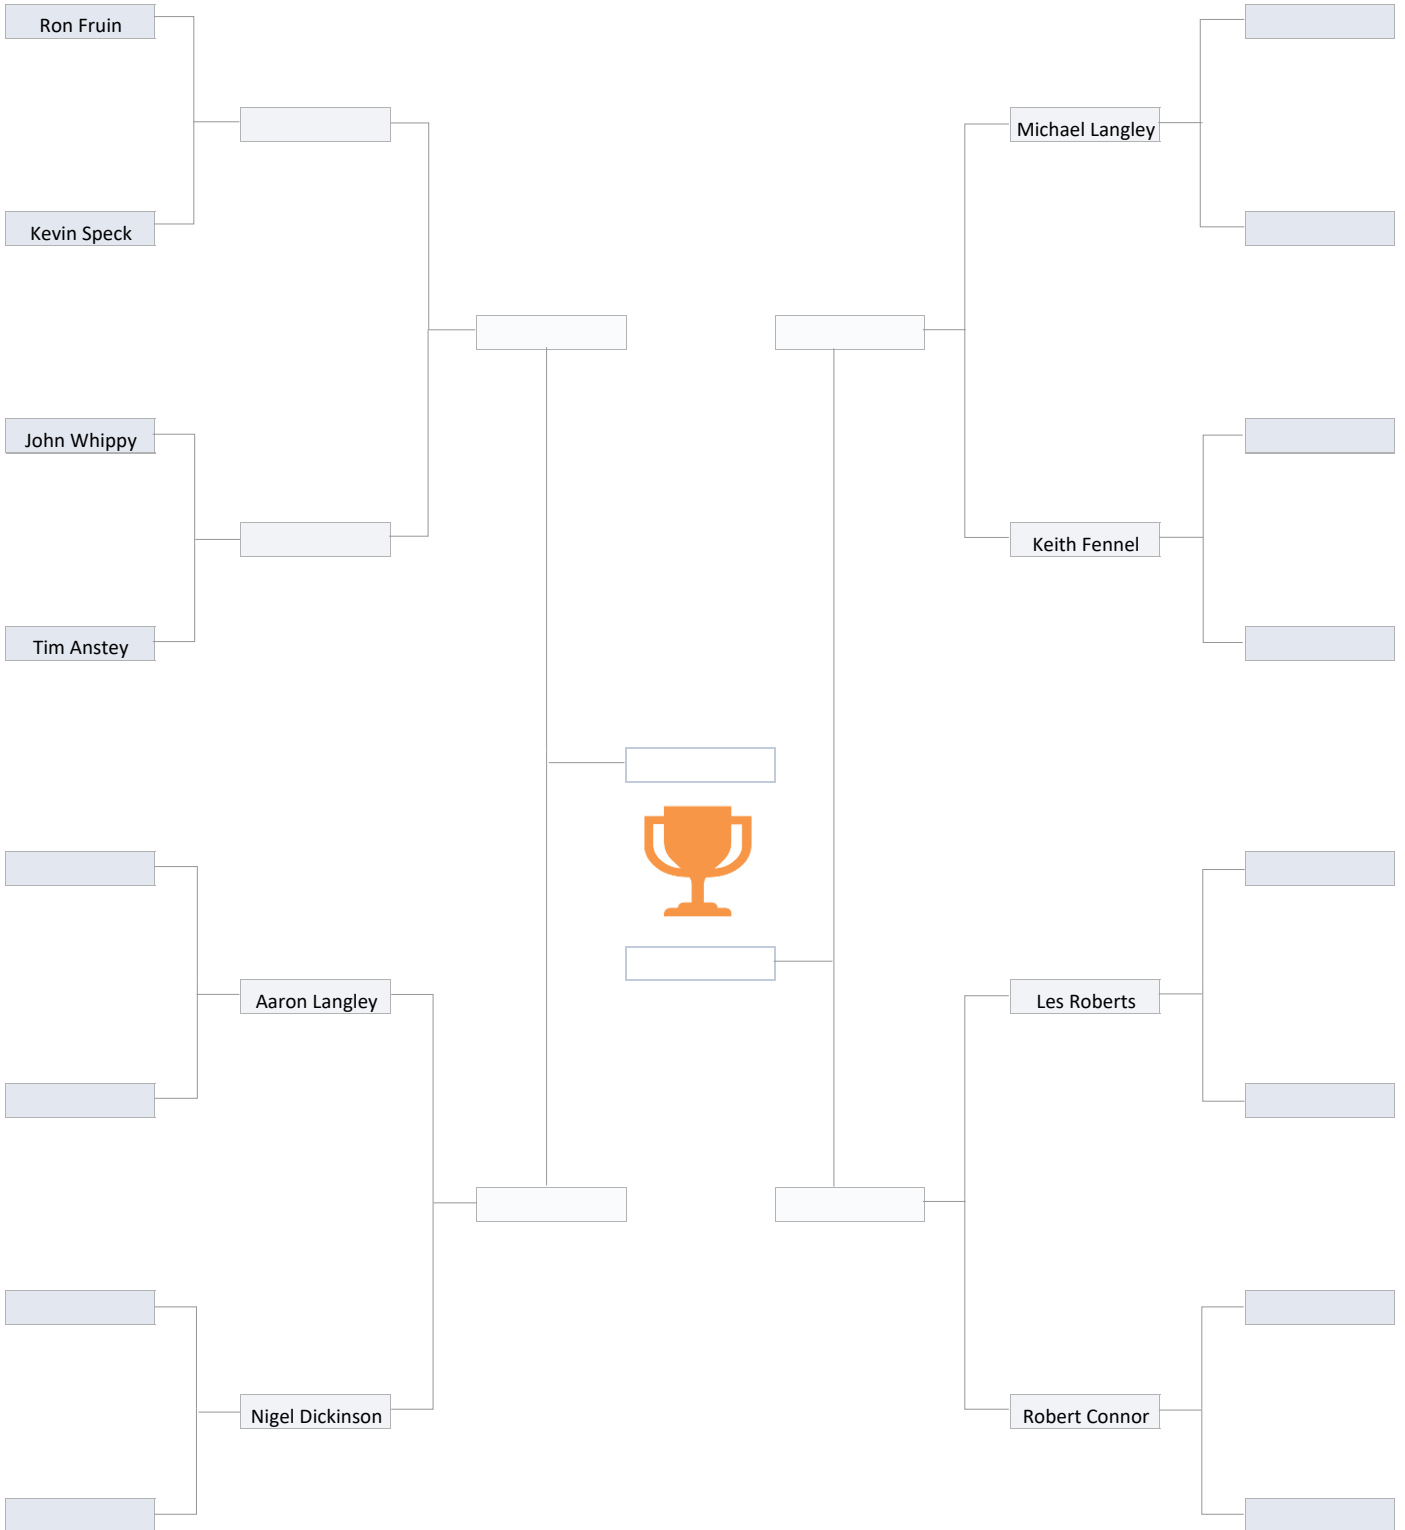 Ron Fruin
Michael Langley
Kevin Speck
John Whippy
Keith Fennel
Tim Anstey
Aaron Langley
Les Roberts
Nigel Dickinson
Robert Connor